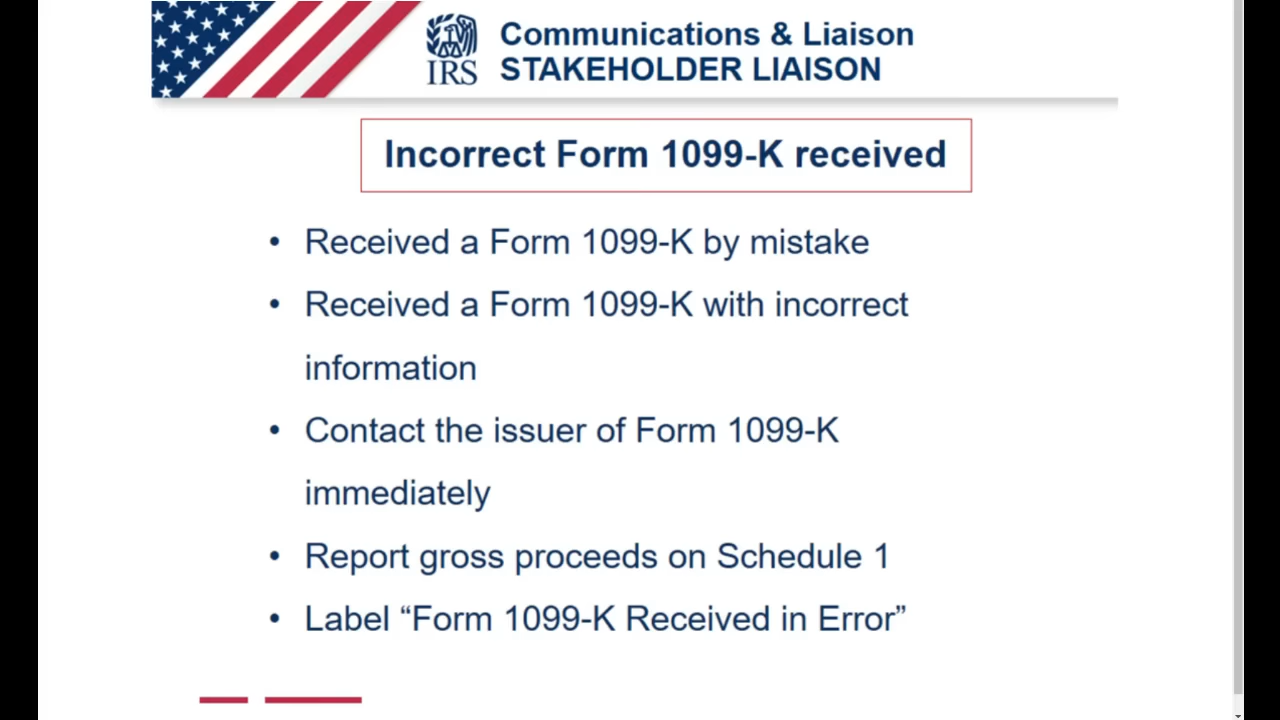 IRS
Communications & Liaison
STAKEHOLDER LIAISON
Incorrect Form 1099-K received
• Received a Form 1099-K by mistake
• Received a Form 1099-K with incorrect
information
• Contact the issuer of Form 1099-K
immediately
• Report gross proceeds on Schedule 1
• Label “Form 1099-K Received in Error”